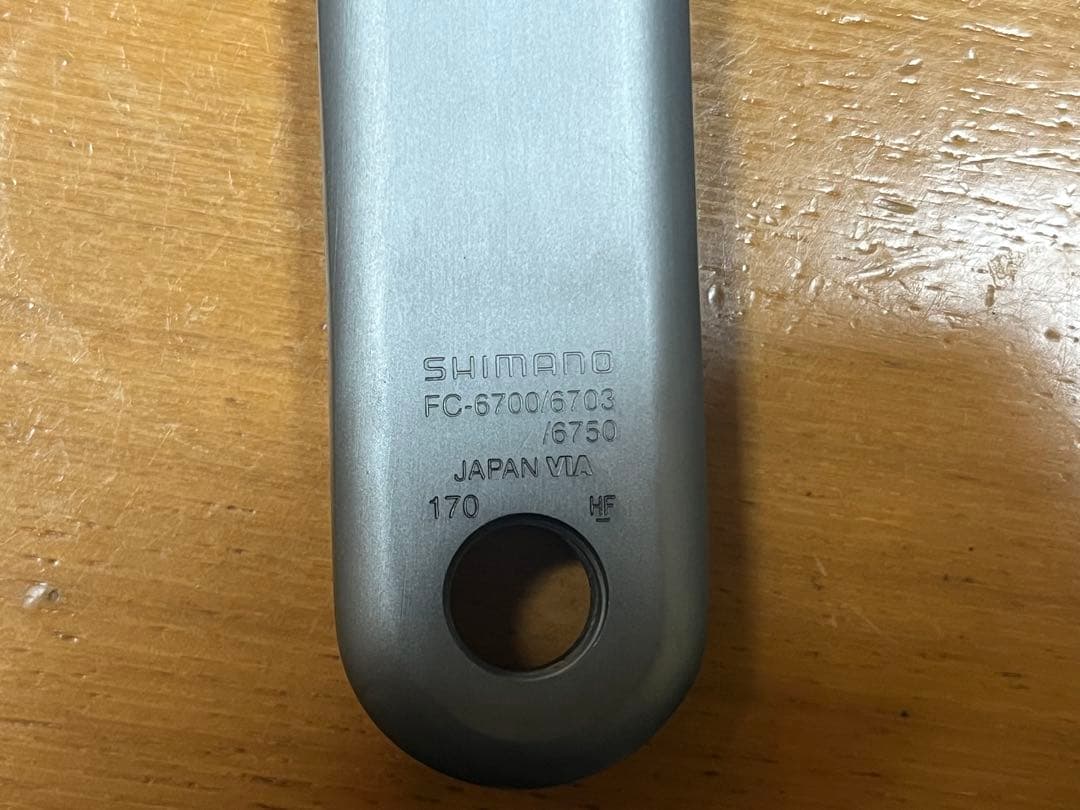 SHIMANO
FC-6700/6703
/6750
JAPAN VIA
170 HF